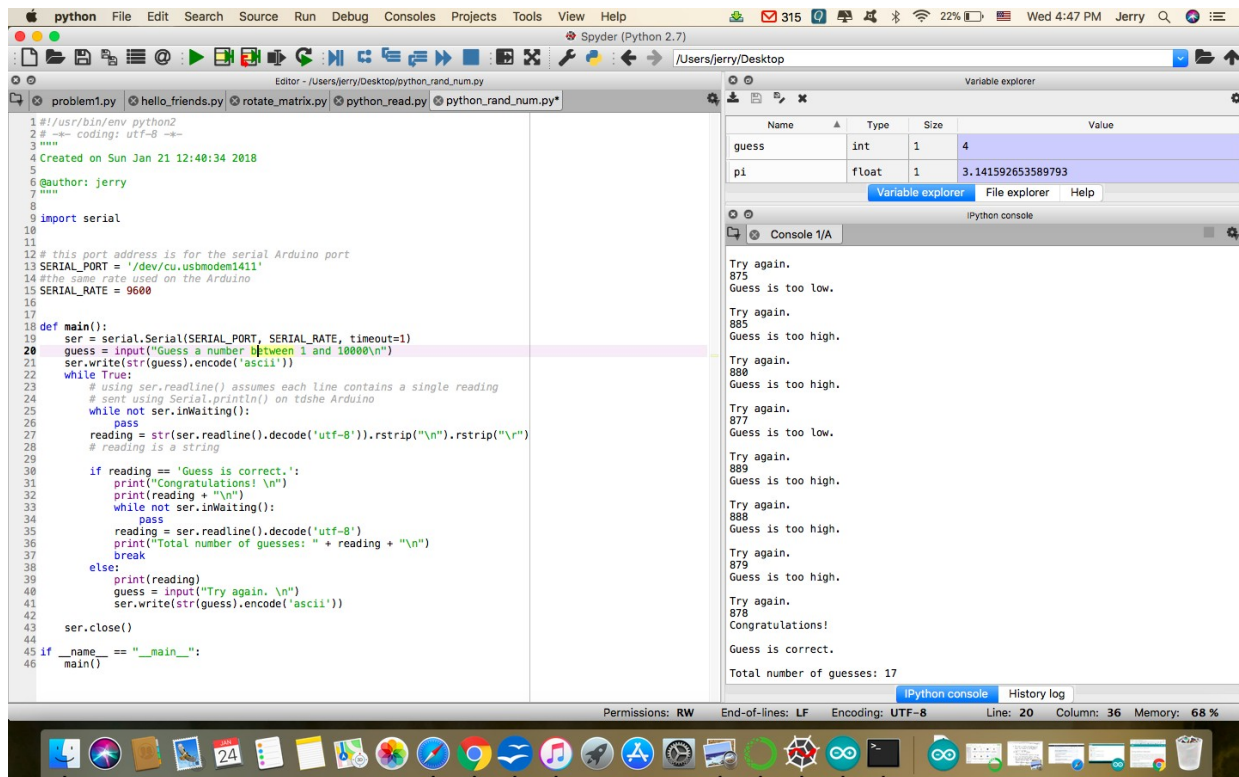 python File Edit Search Source Run Debug Consoles Projects Tools View Help 315 22% Wed 4:47 PM Jerry
Spyder (Python 2.7)
/Users/jerry/Desktop
Editor - /Users/jerry/Desktop/python_rand_num.py
problem1.py hello_friends.py rotate_matrix.py python_read.py python_rand_num.py*
1 #!/usr/bin/env python2
2 # -*- coding: utf-8 -*-
3 """
4 Created on Sun Jan 21 12:40:34 2018
5
6 @author: jerry
7 """
8
9 import serial
10
11
12 # this port address is for the serial Arduino port
13 SERIAL_PORT = '/dev/cu.usbmodem1411'
14 #the same rate used on the Arduino
15 SERIAL_RATE = 9600
16
17
18 def main():
19     ser = serial.Serial(SERIAL_PORT, SERIAL_RATE, timeout=1)
20     guess = input("Guess a number between 1 and 10000\n")
21     ser.write(str(guess).encode('ascii'))
22     while True:
23         # using ser.readline() assumes each line contains a single reading
24         # sent using Serial.println() on tdshe Arduino
25         while not ser.inWaiting():
26             pass
27         reading = str(ser.readline().decode('utf-8')).rstrip("\n").rstrip("\r")
28         # reading is a string
29
30         if reading == 'Guess is correct.':
31             print("Congratulations! \n")
32             print(reading + "\n")
33             while not ser.inWaiting():
34                 pass
35             reading = ser.readline().decode('utf-8')
36             print("Total number of guesses: " + reading + "\n")
37             break
38         else:
39             print(reading)
40             guess = input("Try again. \n")
41             ser.write(str(guess).encode('ascii'))
42
43     ser.close()
44
45 if __name__ == "__main__":
46     main()
Variable explorer
Name Type Size Value
guess int 1 4
pi float 1 3.141592653589793
Variable explorer File explorer Help
IPython console
Console 1/A
Try again.
875
Guess is too low.
Try again.
885
Guess is too high.
Try again.
880
Guess is too high.
Try again.
877
Guess is too low.
Try again.
889
Guess is too high.
Try again.
888
Guess is too high.
Try again.
879
Guess is too high.
Try again.
878
Congratulations!
Guess is correct.
Total number of guesses: 17
IPython console History log
Permissions: RW End-of-lines: LF Encoding: UTF-8 Line: 20 Column: 36 Memory: 68 %
JAN
24